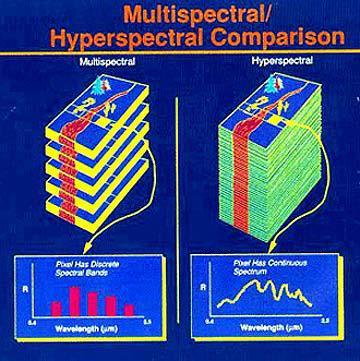 Multispectral/
Hyperspectral Comparison
Multispectral
Hyperspectral
Pixel Has Discrete
Spectral Bands
R
0.4
2.5
Wavelength (µm)
Pixel Has Continuous
Spectrum
R
0.4
2.5
Wavelength (µm)